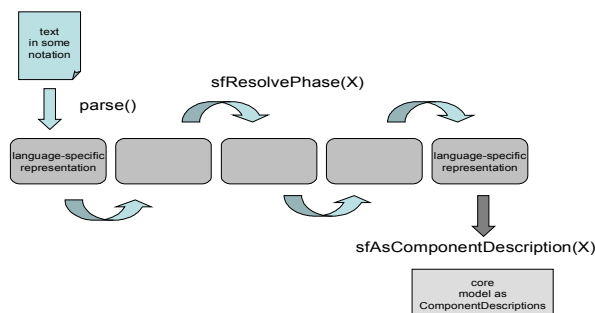 text
in some
notation
sfResolvePhase(X)
parse()
language-specific
representation
language-specific
representation
sfAsComponentDescription(X)
core
model as
ComponentDescriptions